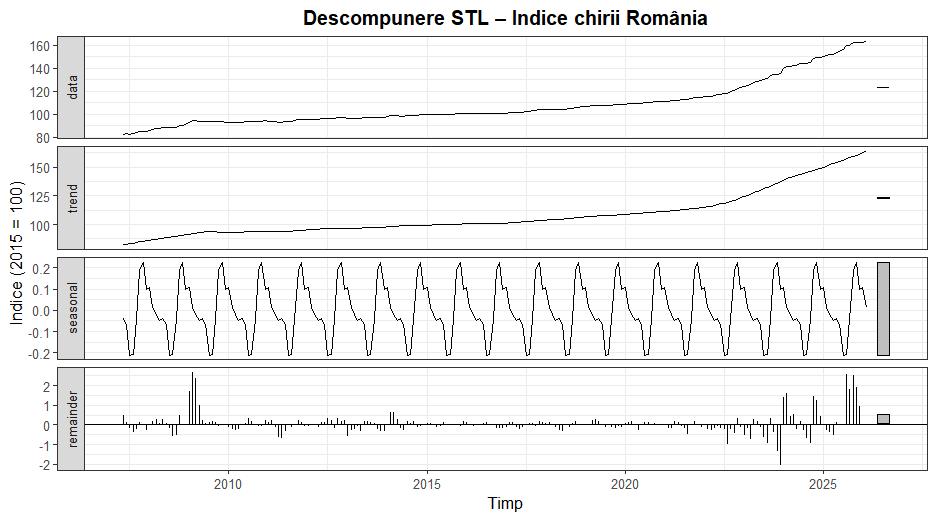 Descompunere STL – Indice chirii România
Indice (2015 = 100)
data
160
140
120
100
80
trend
150
125
100
seasonal
0.2
0.1
0.0
-0.1
-0.2
remainder
2
1
0
-1
-2
2010 2015 2020 2025
Timp